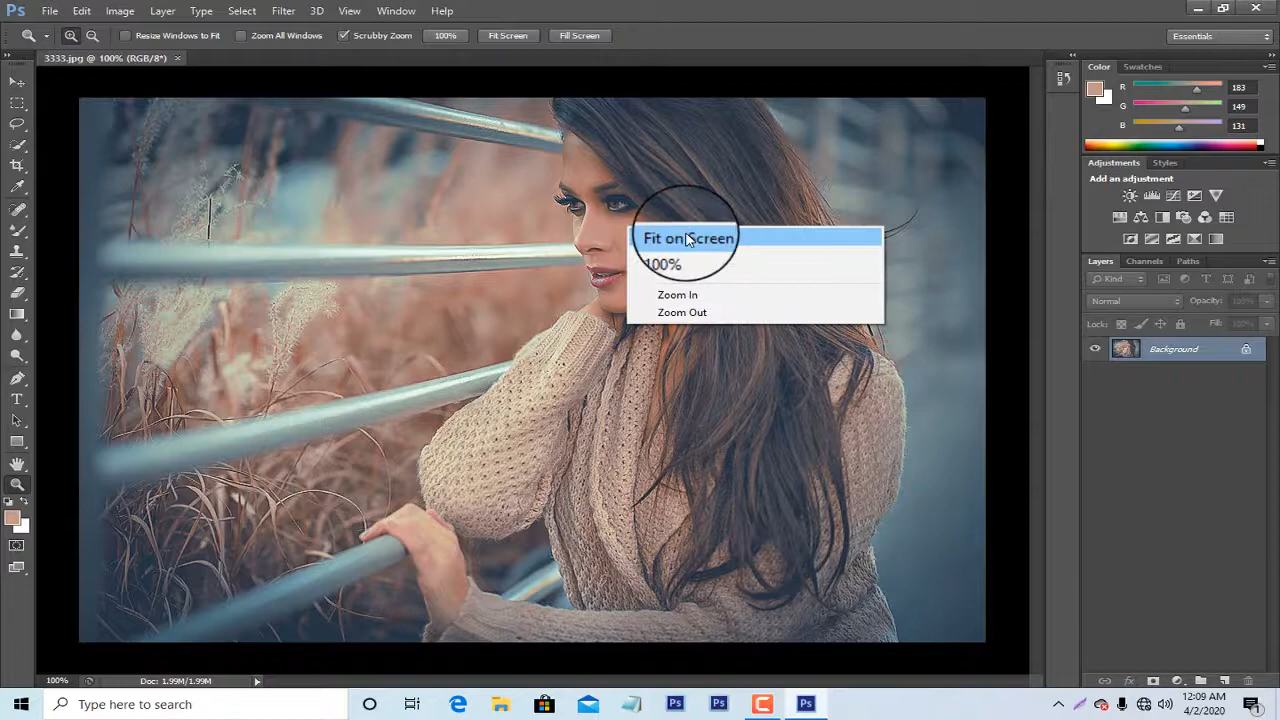 Ps File Edit Image Layer Type Select Filter 3D View Window Help
Resize Windows to Fit Zoom All Windows Scrubby Zoom 100% Fit Screen Fill Screen Essentials
3333.jpg @ 100% (RGB/8*) ×
Color Swatches
R 183
G 149
B 131
Adjustments Styles
Add an adjustment
Fit on Screen
100%
Zoom In
Zoom Out
Layers Channels Paths
Kind
Normal Opacity: 100%
Lock: Fill: 100%
Background
100% Doc: 1.99M/1.99M
Type here to search
12:09 AM
4/2/2020